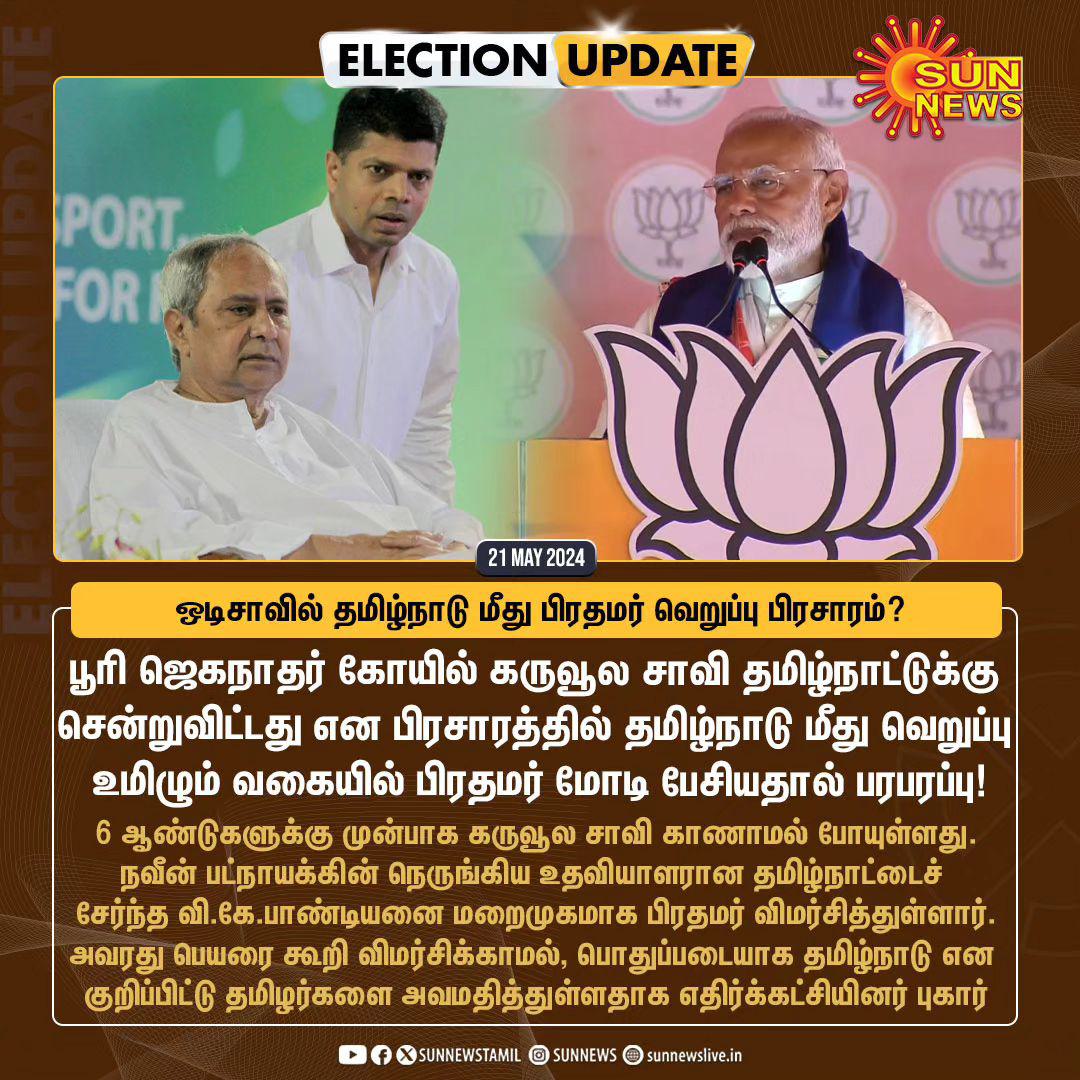 ELECTION UPDATE
SUN
NEWS
ELECTION UPDATE
SPORT...
FOR
21 MAY 2024
ஒடிசாவில் தமிழ்நாடு மீது பிரதமர் வெறுப்பு பிரசாரம்?
பூரி ஜெகநாதர் கோயில் கருவூல சாவி தமிழ்நாட்டுக்கு
சென்றுவிட்டது என பிரசாரத்தில் தமிழ்நாடு மீது வெறுப்பு
உமிழும் வகையில் பிரதமர் மோடி பேசியதால் பரபரப்பு!
6 ஆண்டுகளுக்கு முன்பாக கருவூல சாவி காணாமல் போயுள்ளது.
நவீன் பட்நாயக்கின் நெருங்கிய உதவியாளரான தமிழ்நாட்டைச்
சேர்ந்த வி.கே.பாண்டியனை மறைமுகமாக பிரதமர் விமர்சித்துள்ளார்.
அவரது பெயரை கூறி விமர்சிக்காமல், பொதுப்படையாக தமிழ்நாடு என
குறிப்பிட்டு தமிழர்களை அவமதித்துள்ளதாக எதிர்க்கட்சியினர் புகார்
SUNNEWSTAMIL SUNNEWS sunnewslive.in